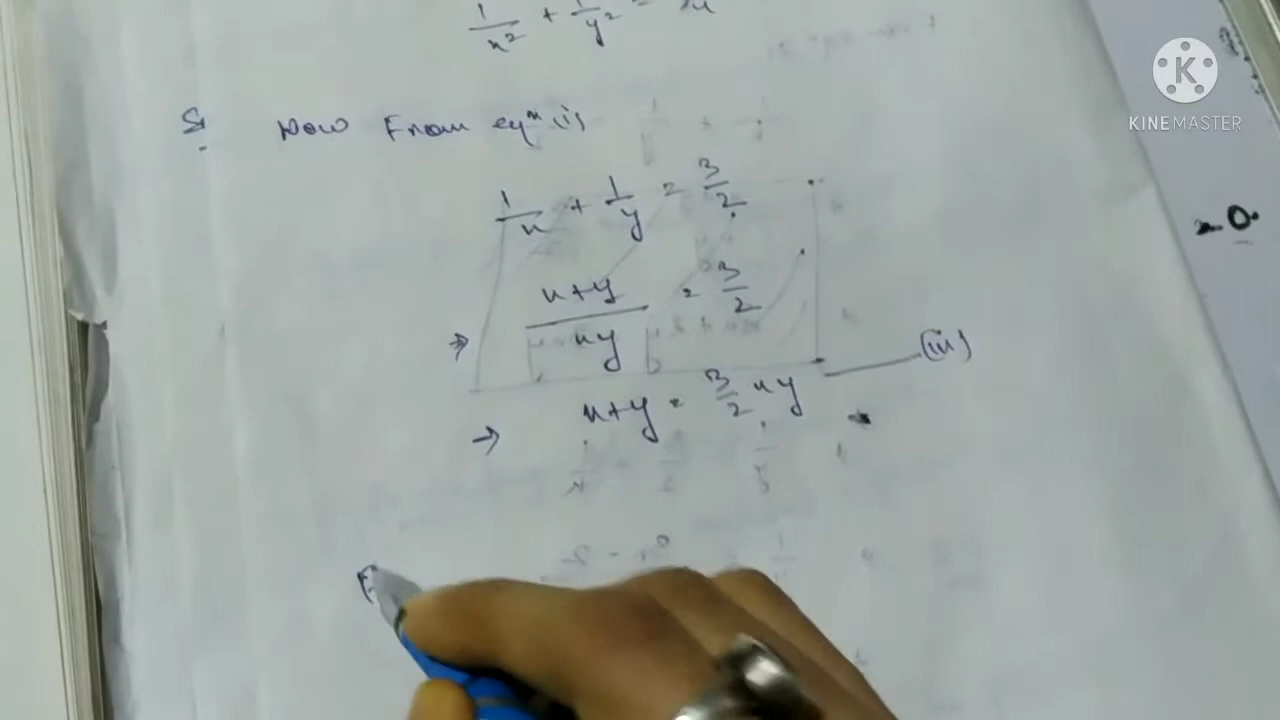 1/x² + 1/y² =
KINEMASTER
Now From eqⁿ (i)
1/x + 1/y = 3/2
20.
⇒ x+y/xy = 3/2
(iii)
→ x+y = 3/2 xy